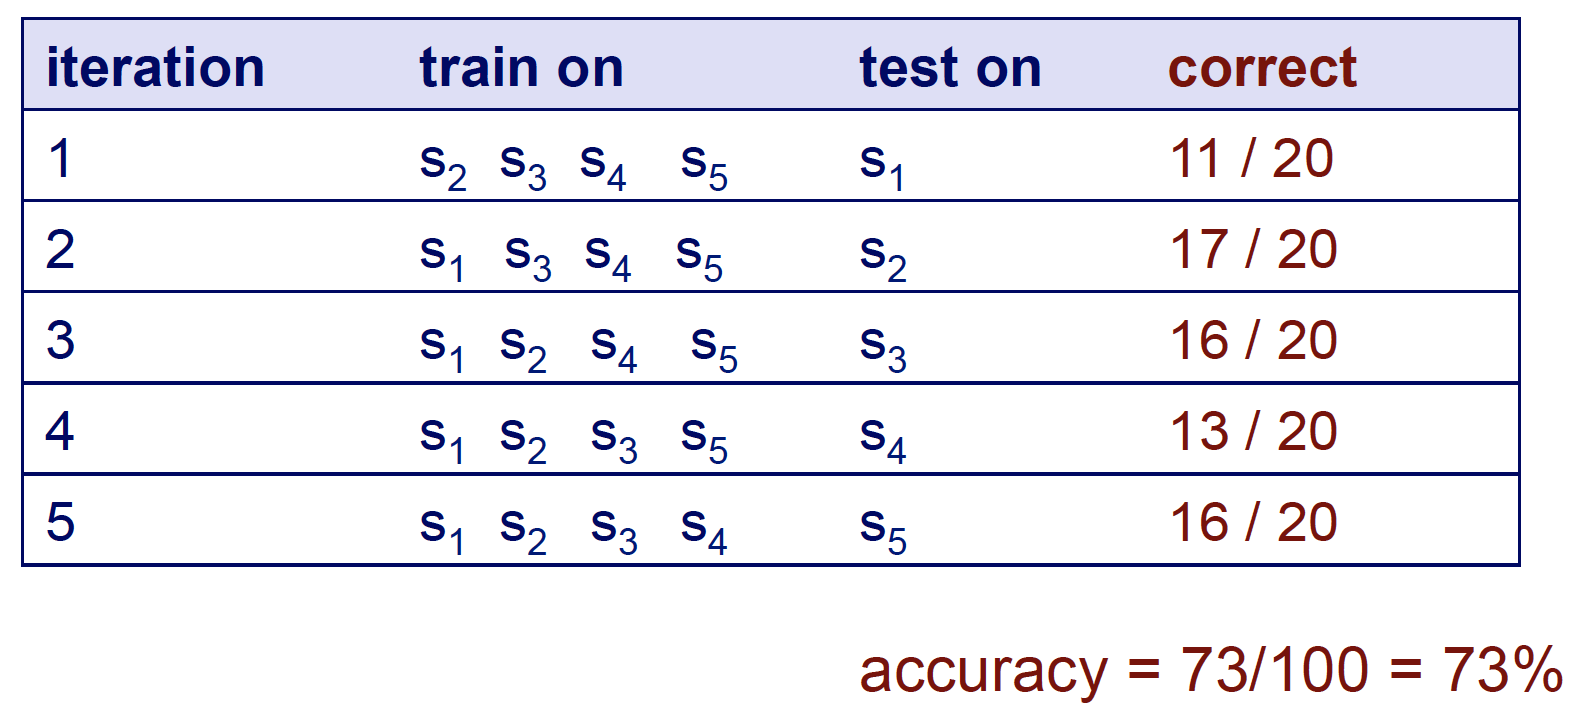 iteration train on test on correct
1 s₂ s₃ s₄ s₅ s₁ 11 / 20
2 s₁ s₃ s₄ s₅ s₂ 17 / 20
3 s₁ s₂ s₄ s₅ s₃ 16 / 20
4 s₁ s₂ s₃ s₅ s₄ 13 / 20
5 s₁ s₂ s₃ s₄ s₅ 16 / 20
accuracy = 73/100 = 73%